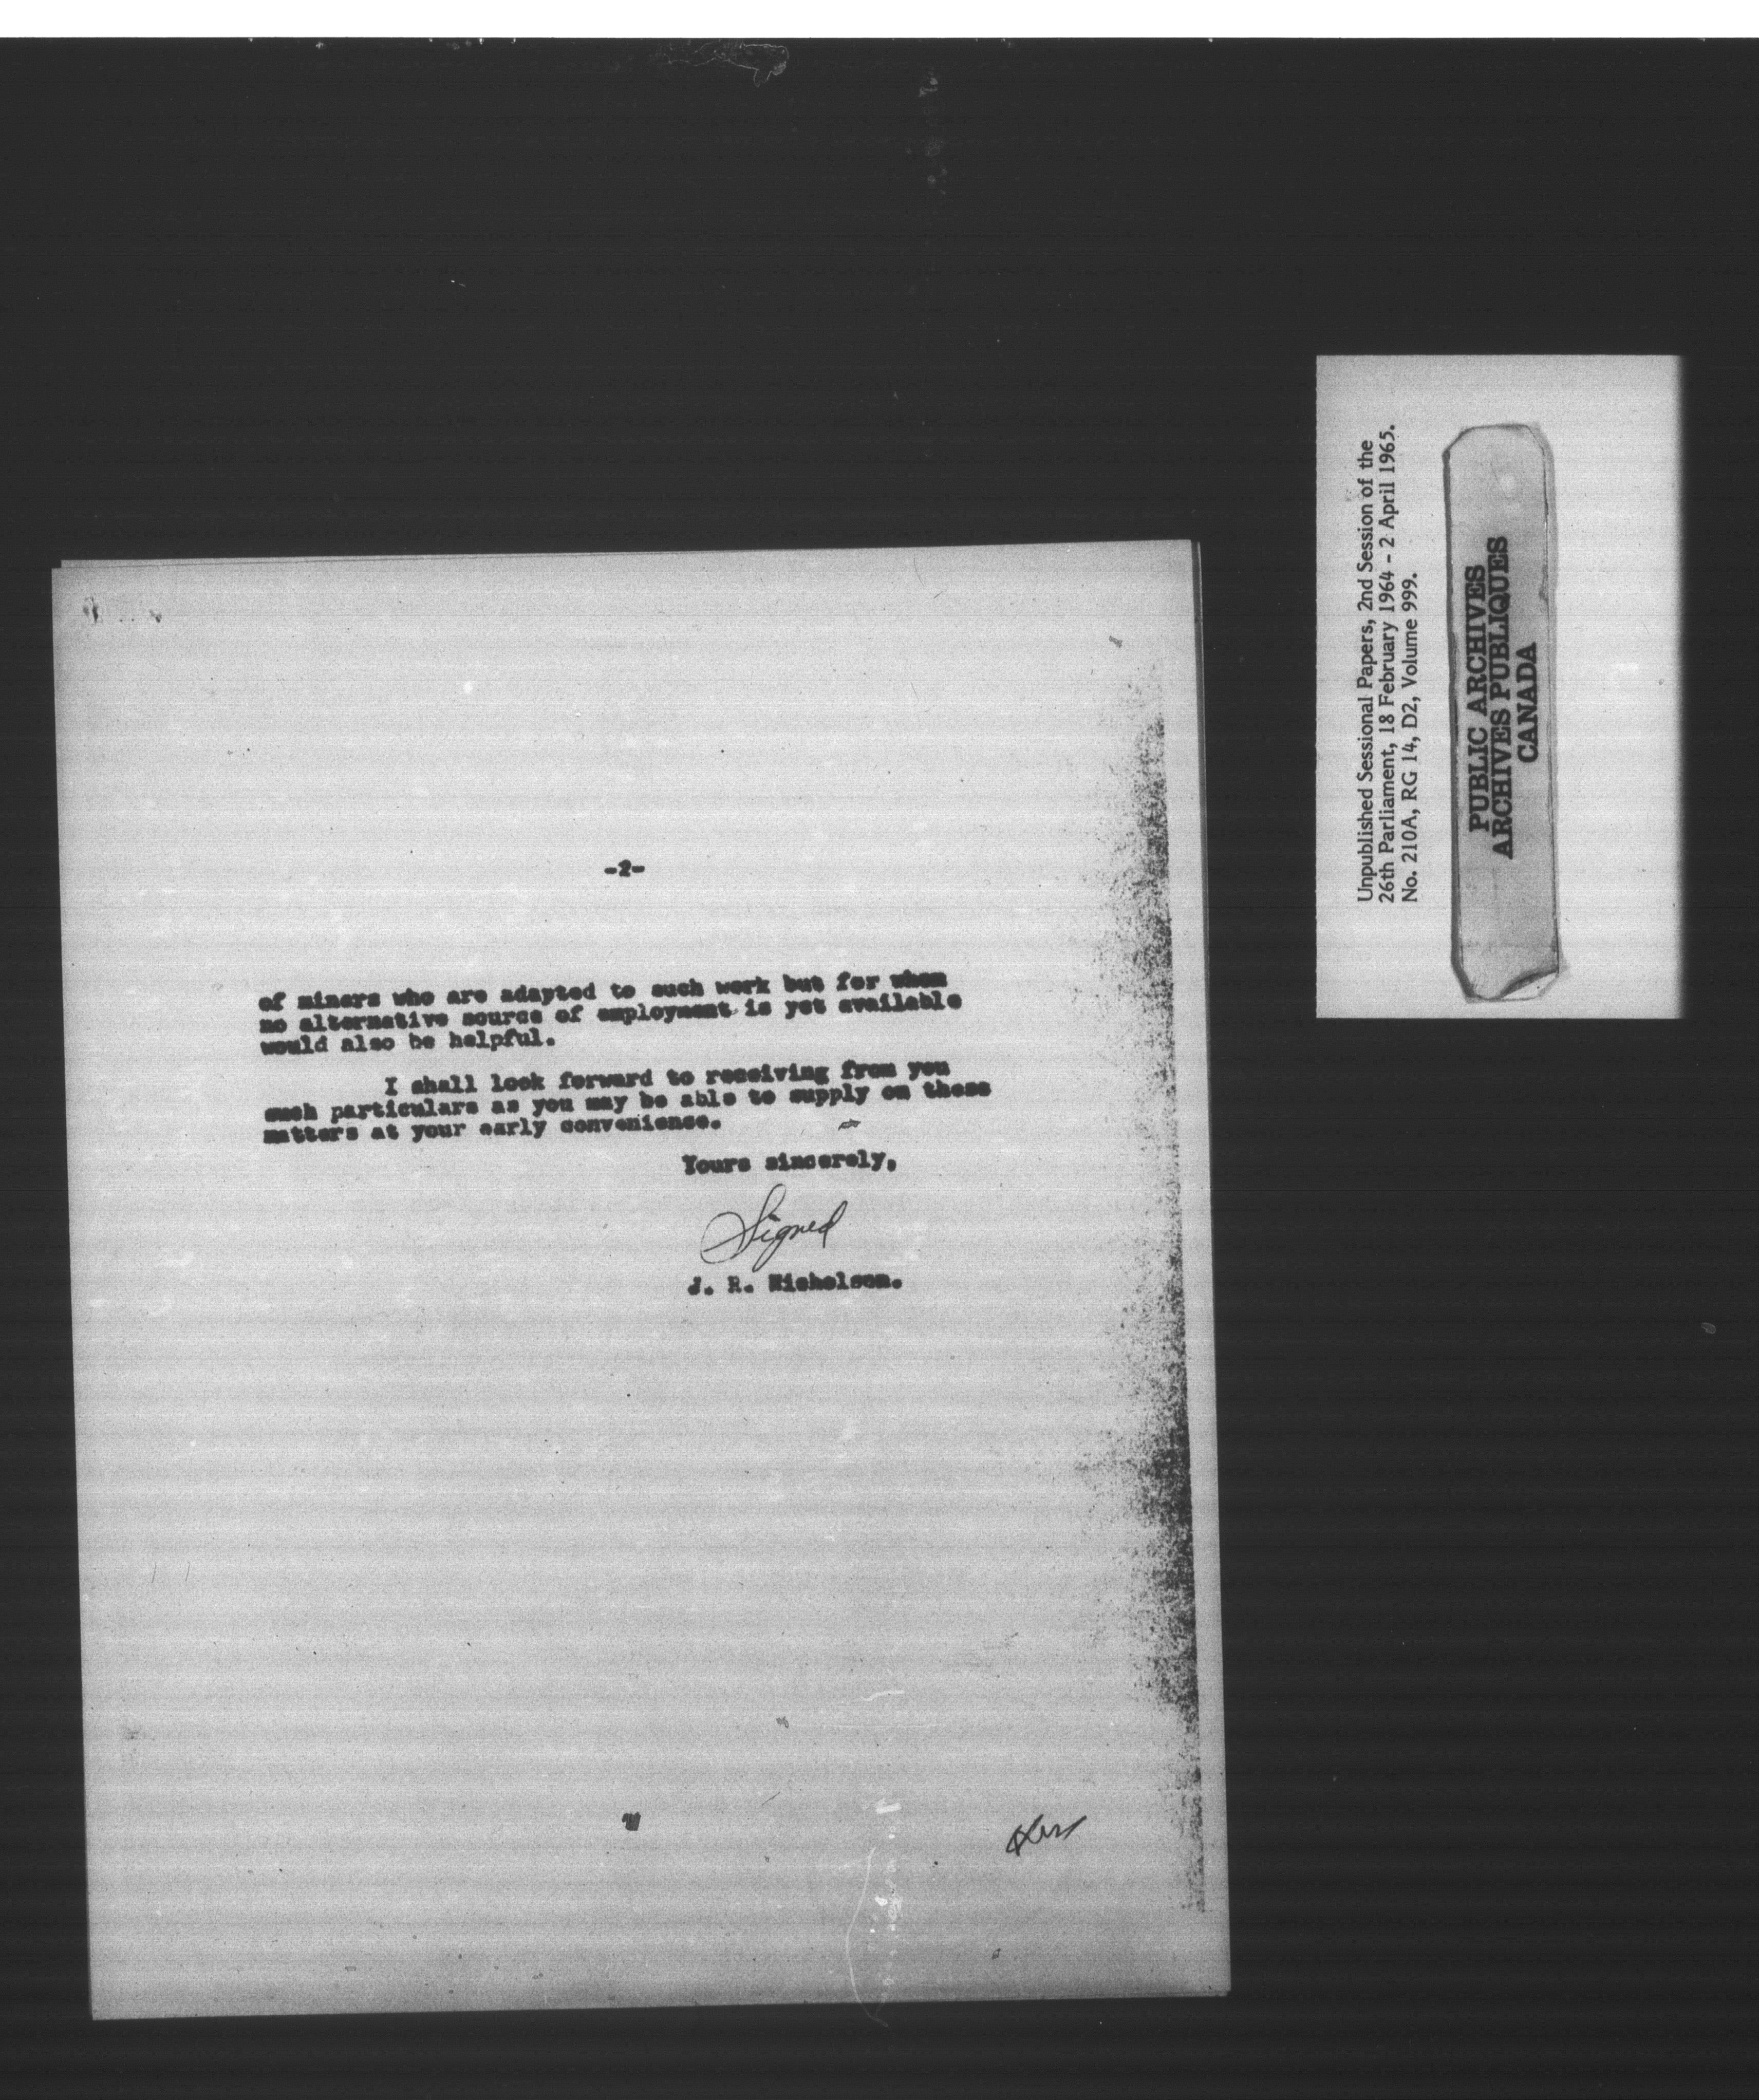 -2-
of miners who are adapted to such work but for whom
no alternative source of employment is yet available
would also be helpful.
I shall look forward to receiving from you
such particulars as you may be able to supply on these
matters at your early convenience.
Yours sincerely,
Signed
J. R. Nicholson.
Unpublished Sessional Papers, 2nd Session of the
26th Parliament, 18 February 1964 - 2 April 1965.
No. 210A, RG 14, D2, Volume 999.
PUBLIC ARCHIVES
ARCHIVES PUBLIQUES
CANADA